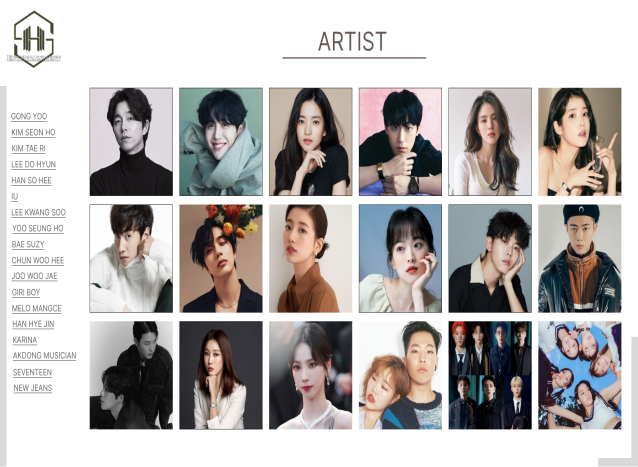 ARTIST
GONG YOO
KIM SEON HO
KIM TAE RI
LEE DO HYUN
HAN SO HEE
IU
LEE KWANG SOO
YOO SEUNG HO
BAE SUZY
CHUN WOO HEE
JOO WOO JAE
GIRI BOY
MELO MANGCE
HAN HYE JIN
KARINA
AKDONG MUSICIAN
SEVENTEEN
NEW JEANS